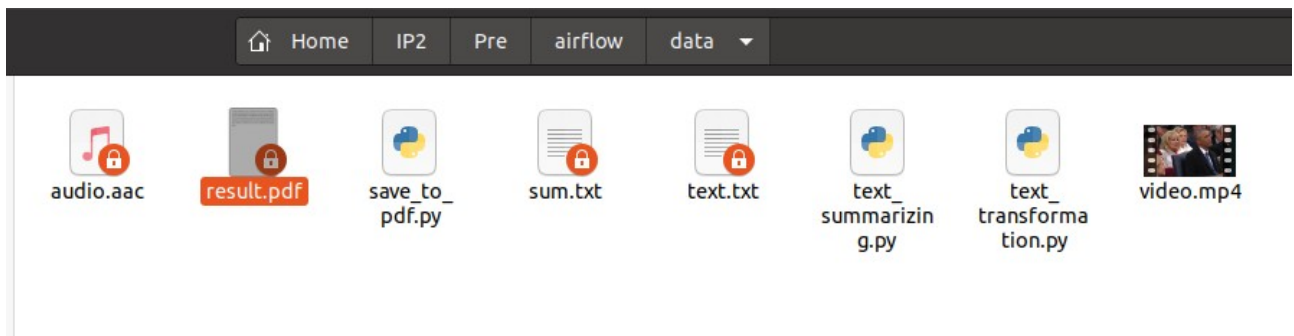 Home IP2 Pre airflow data
audio.aac
result.pdf
save_to_
pdf.py
sum.txt
text.txt
text_
summarizin
g.py
text_
transforma
tion.py
video.mp4